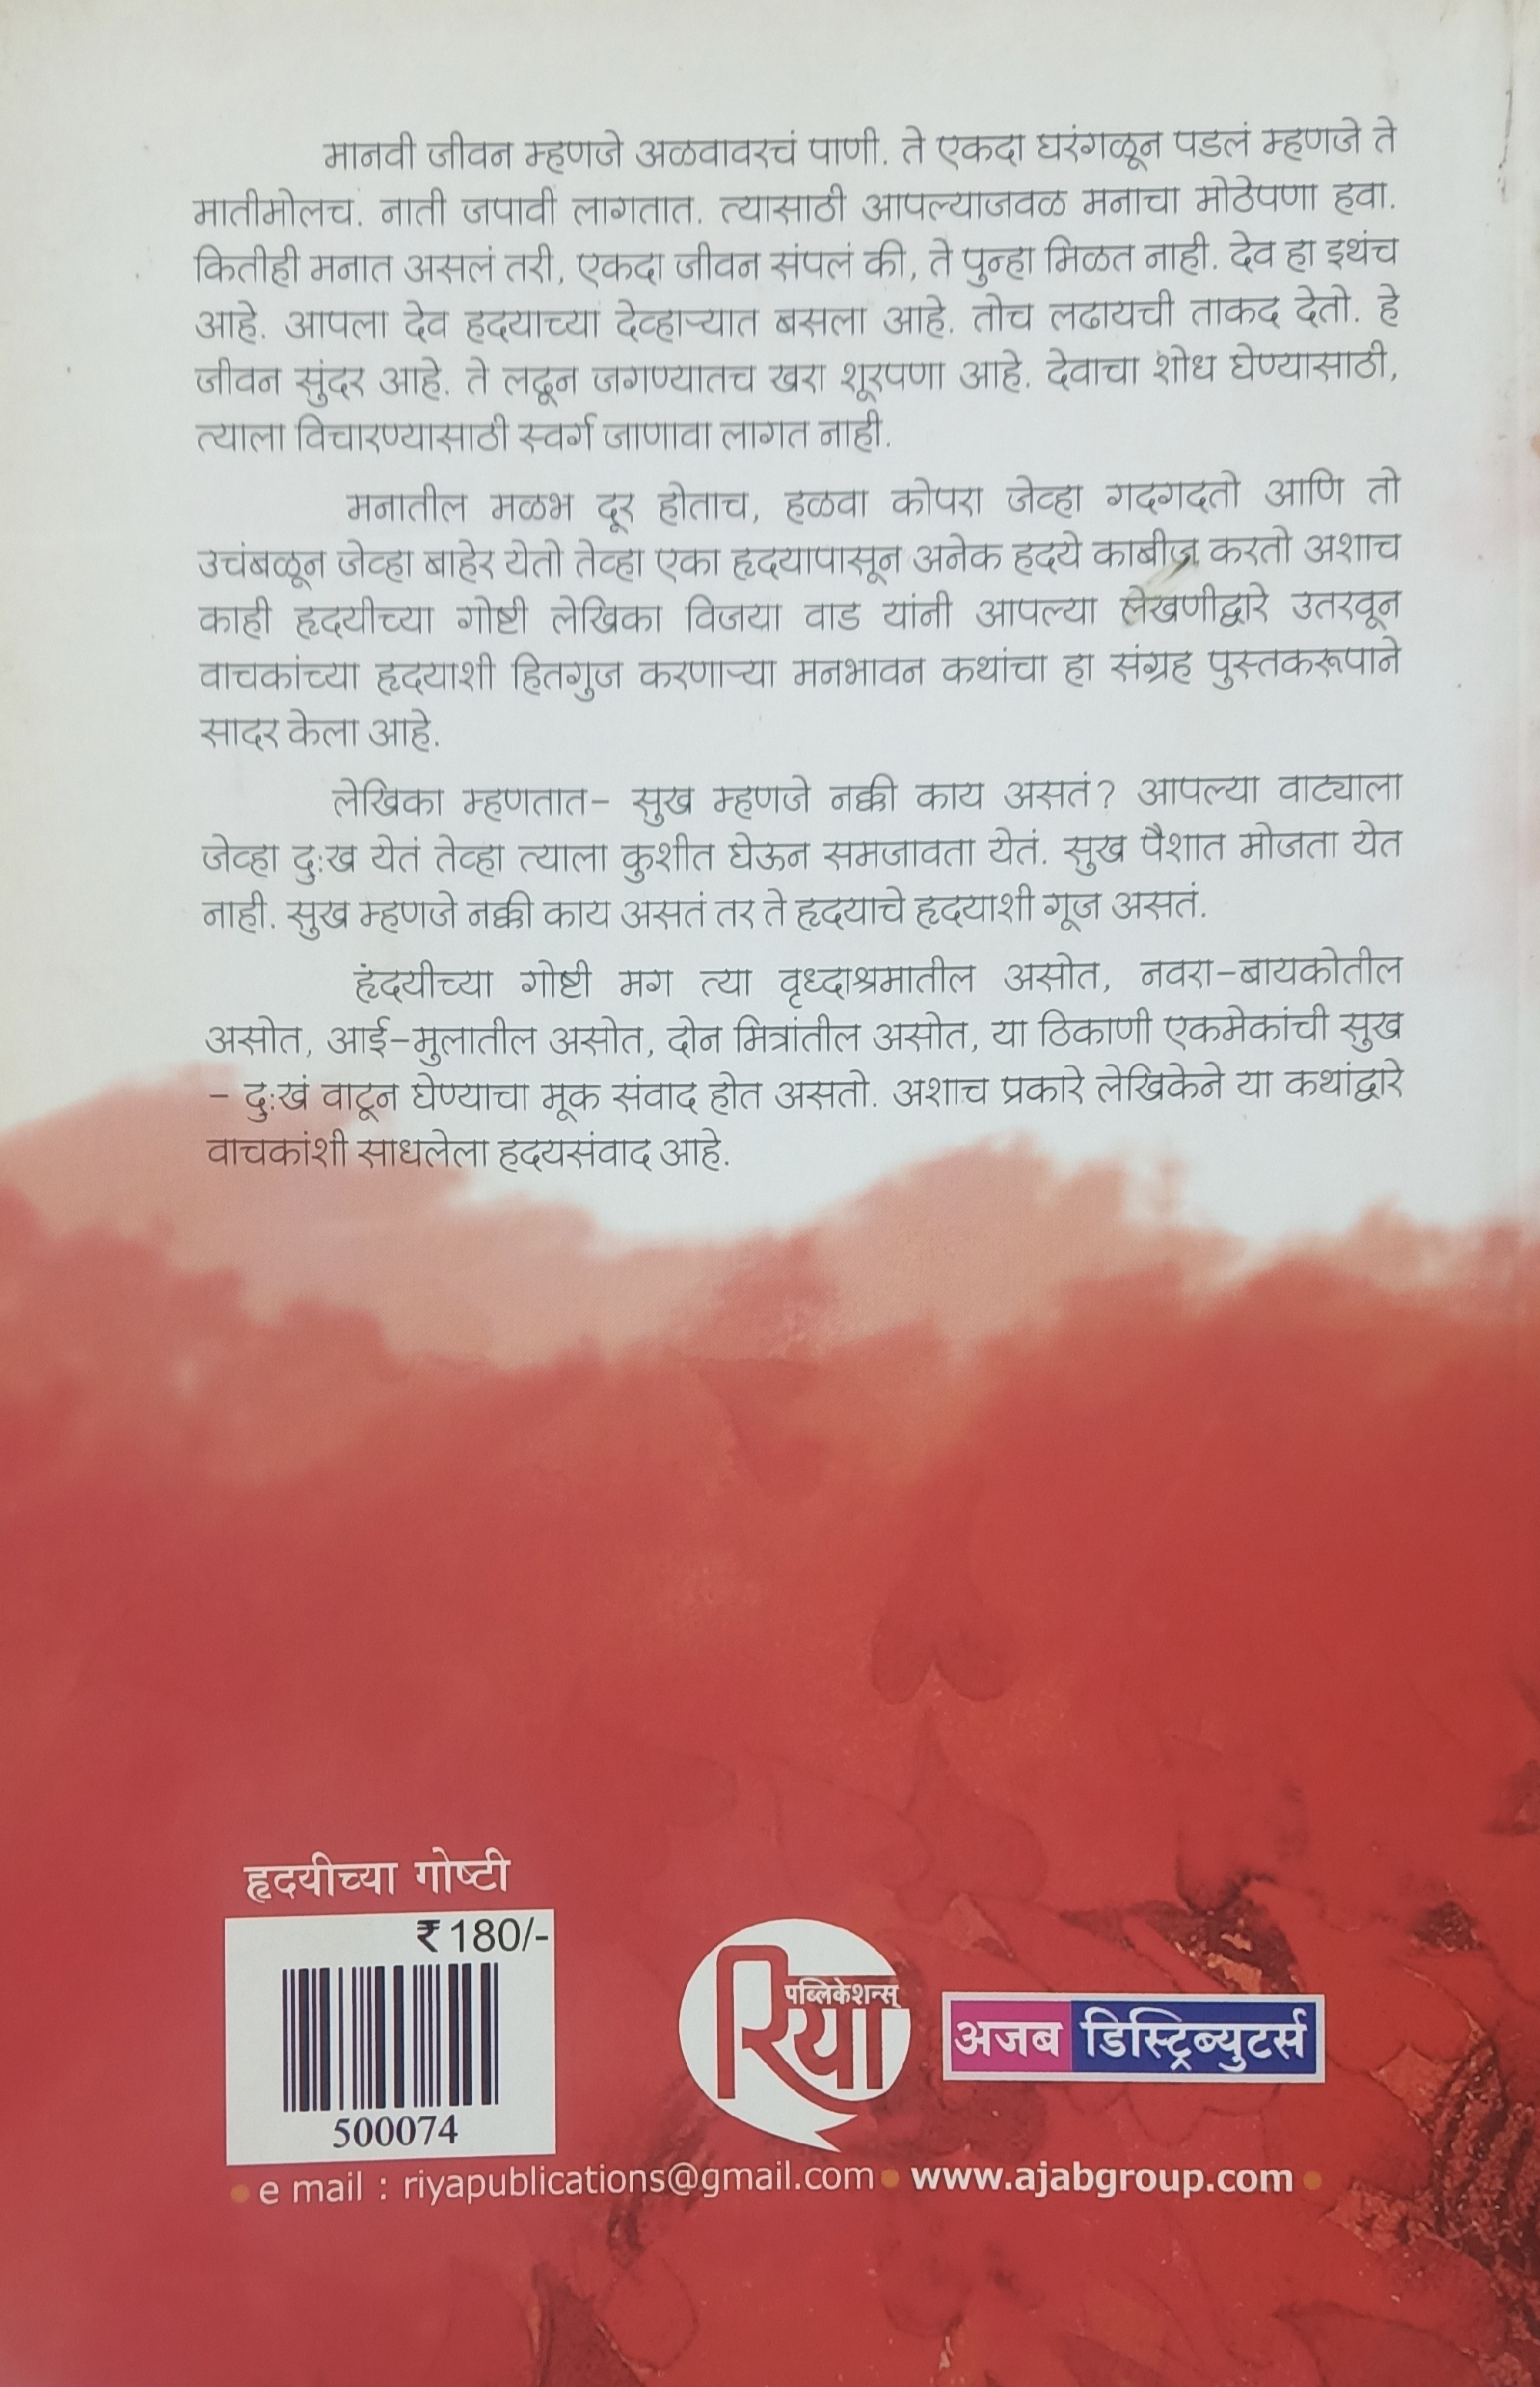 मानवी जीवन म्हणजे अळवावरचं पाणी. ते एकदा घरंगळून पडलं म्हणजे ते
मातीमोलच. नाती जपावी लागतात. त्यासाठी आपल्याजवळ मनाचा मोठेपणा हवा.
कितीही मनात असलं तरी, एकदा जीवन संपलं की, ते पुन्हा मिळत नाही. देव हा इथंच
आहे. आपला देव हदयाच्या देव्हाऱ्यात बसला आहे. तोच लढायची ताकद देतो. हे
जीवन सुंदर आहे. ते लढून जगण्यातच खरा शूरपणा आहे. देवाचा शोध घेण्यासाठी,
त्याला विचारण्यासाठी स्वर्ग जाणावा लागत नाही.
मनातील मळभ दूर होताच, हळवा कोपरा जेव्हा गदगदतो आणि तो
उचंबळून जेव्हा बाहेर येतो तेव्हा एका हृदयापासून अनेक हदये काबीज करतो अशाच
काही हृदयीच्या गोष्टी लेखिका विजया वाड यांनी आपल्या लेखणीद्वारे उतरवून
वाचकांच्या हृदयाशी हितगुज करणाऱ्या मनभावन कथांचा हा संग्रह पुस्तकरूपाने
सादर केला आहे.
लेखिका म्हणतात- सुख म्हणजे नक्की काय असतं? आपल्या वाट्याला
जेव्हा दुःख येतं तेव्हा त्याला कुशीत घेऊन समजावता येतं. सुख पैशात मोजता येत
नाही. सुख म्हणजे नक्की काय असतं तर ते हृदयाचे हृदयाशी गूज असतं.
हृंदयीच्या गोष्टी मग त्या वृध्दाश्रमातील असोत, नवरा-बायकोतील
असोत, आई-मुलातील असोत, दोन मित्रांतील असोत, या ठिकाणी एकमेकांची सुख
- दुःखं वाटून घेण्याचा मूक संवाद होत असतो. अशाच प्रकारे लेखिकेने या कथांद्वारे
वाचकांशी साधलेला हदयसंवाद आहे.
हृदयीच्या गोष्टी
₹ 180/-
500074
रिया पब्लिकेशन्स्
अजब डिस्ट्रिब्युटर्स
e mail : riyapublications@gmail.com www.ajabgroup.com